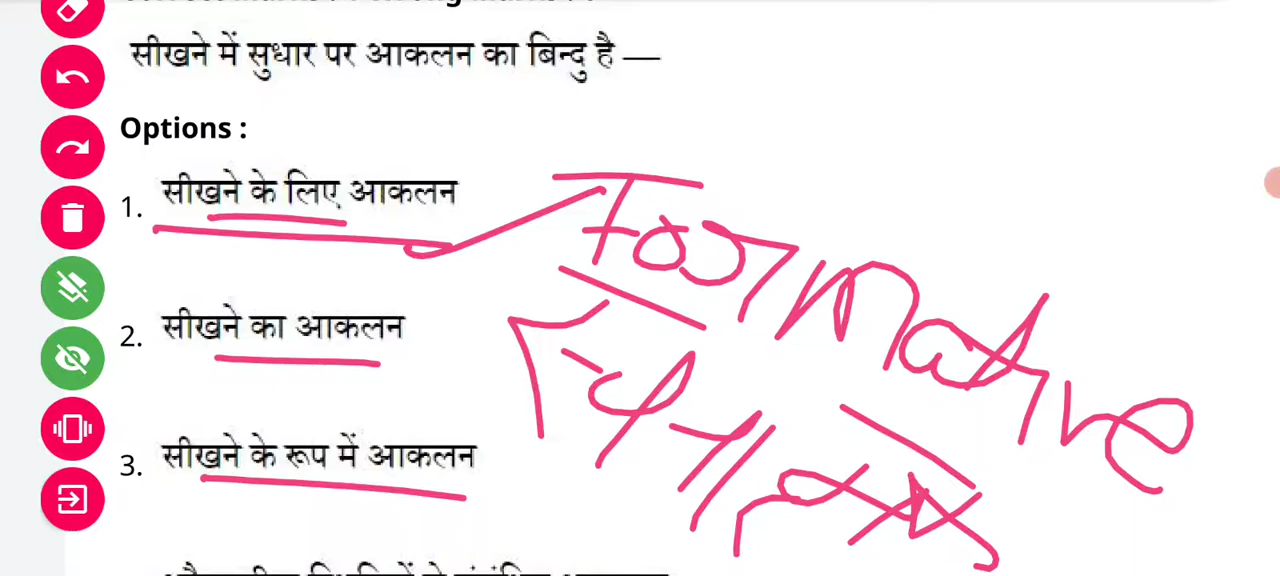 सीखने में सुधार पर आकलन का बिन्दु है —
Options :
1. सीखने के लिए आकलन
Formative
2. सीखने का आकलन
3. सीखने के रूप में आकलन